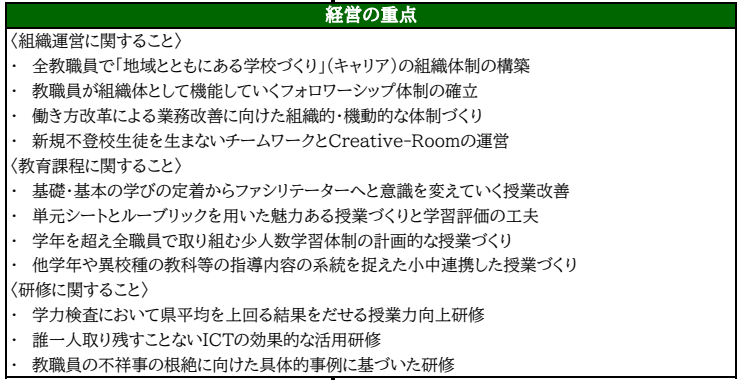 経営の重点
〈組織運営に関すること〉
・ 全教職員で「地域とともにある学校づくり」(キャリア)の組織体制の構築
・ 教職員が組織体として機能していくフォロワーシップ体制の確立
・ 働き方改革による業務改善に向けた組織的・機動的な体制づくり
・ 新規不登校生徒を生まないチームワークとCreative-Roomの運営
〈教育課程に関すること〉
・ 基礎・基本の学びの定着からファシリテーターへと意識を変えていく授業改善
・ 単元シートとルーブリックを用いた魅力ある授業づくりと学習評価の工夫
・ 学年を超え全職員で取り組む少人数学習体制の計画的な授業づくり
・ 他学年や異校種の教科等の指導内容の系統を捉えた小中連携した授業づくり
〈研修に関すること〉
・ 学力検査において県平均を上回る結果をだせる授業力向上研修
・ 誰一人取り残すことないICTの効果的な活用研修
・ 教職員の不祥事の根絶に向けた具体的事例に基づいた研修